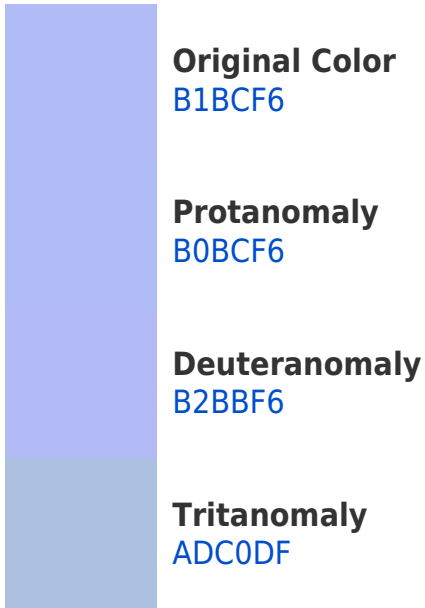 Original Color
B1BCF6
Protanomaly
B0BCF6
Deuteranomaly
B2BBF6
Tritanomaly
ADC0DF